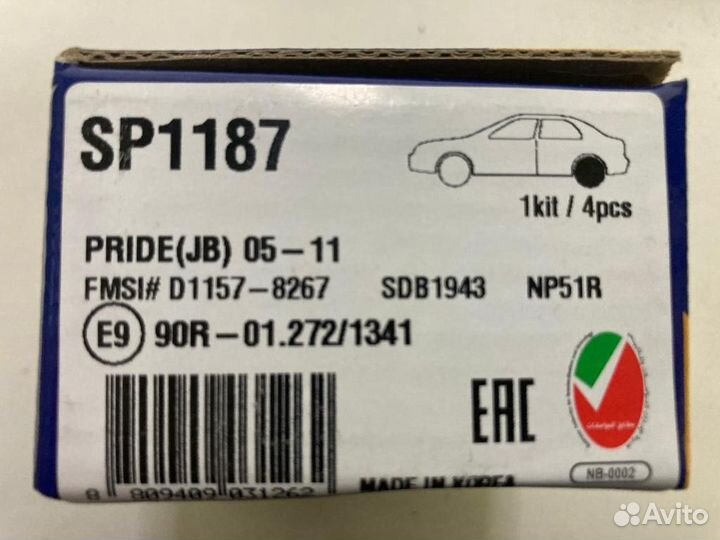 SP1187
1kit / 4pcs
PRIDE(JB) 05-11
FMSI# D1157-8267 SDB1943 NP51R
E9 90R-01.272/1341
EAC
NB-0002
8 809409 031262
MADE IN KOREA
Avito